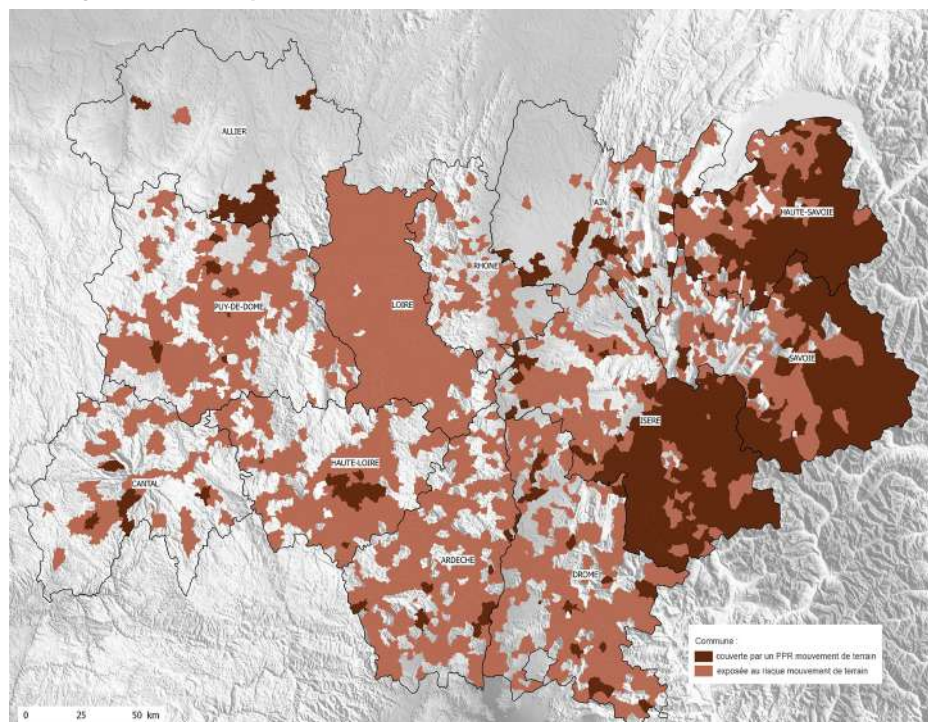 ALLIER
AIN
HAUTE-SAVOIE
RHONE
PUY-DE-DOME
LOIRE
SAVOIE
ISERE
HAUTE-LOIRE
CANTAL
ARDECHE
DROME
Commune :
couverte par un PPR mouvement de terrain
exposée au risque mouvement de terrain
0 25 50 km